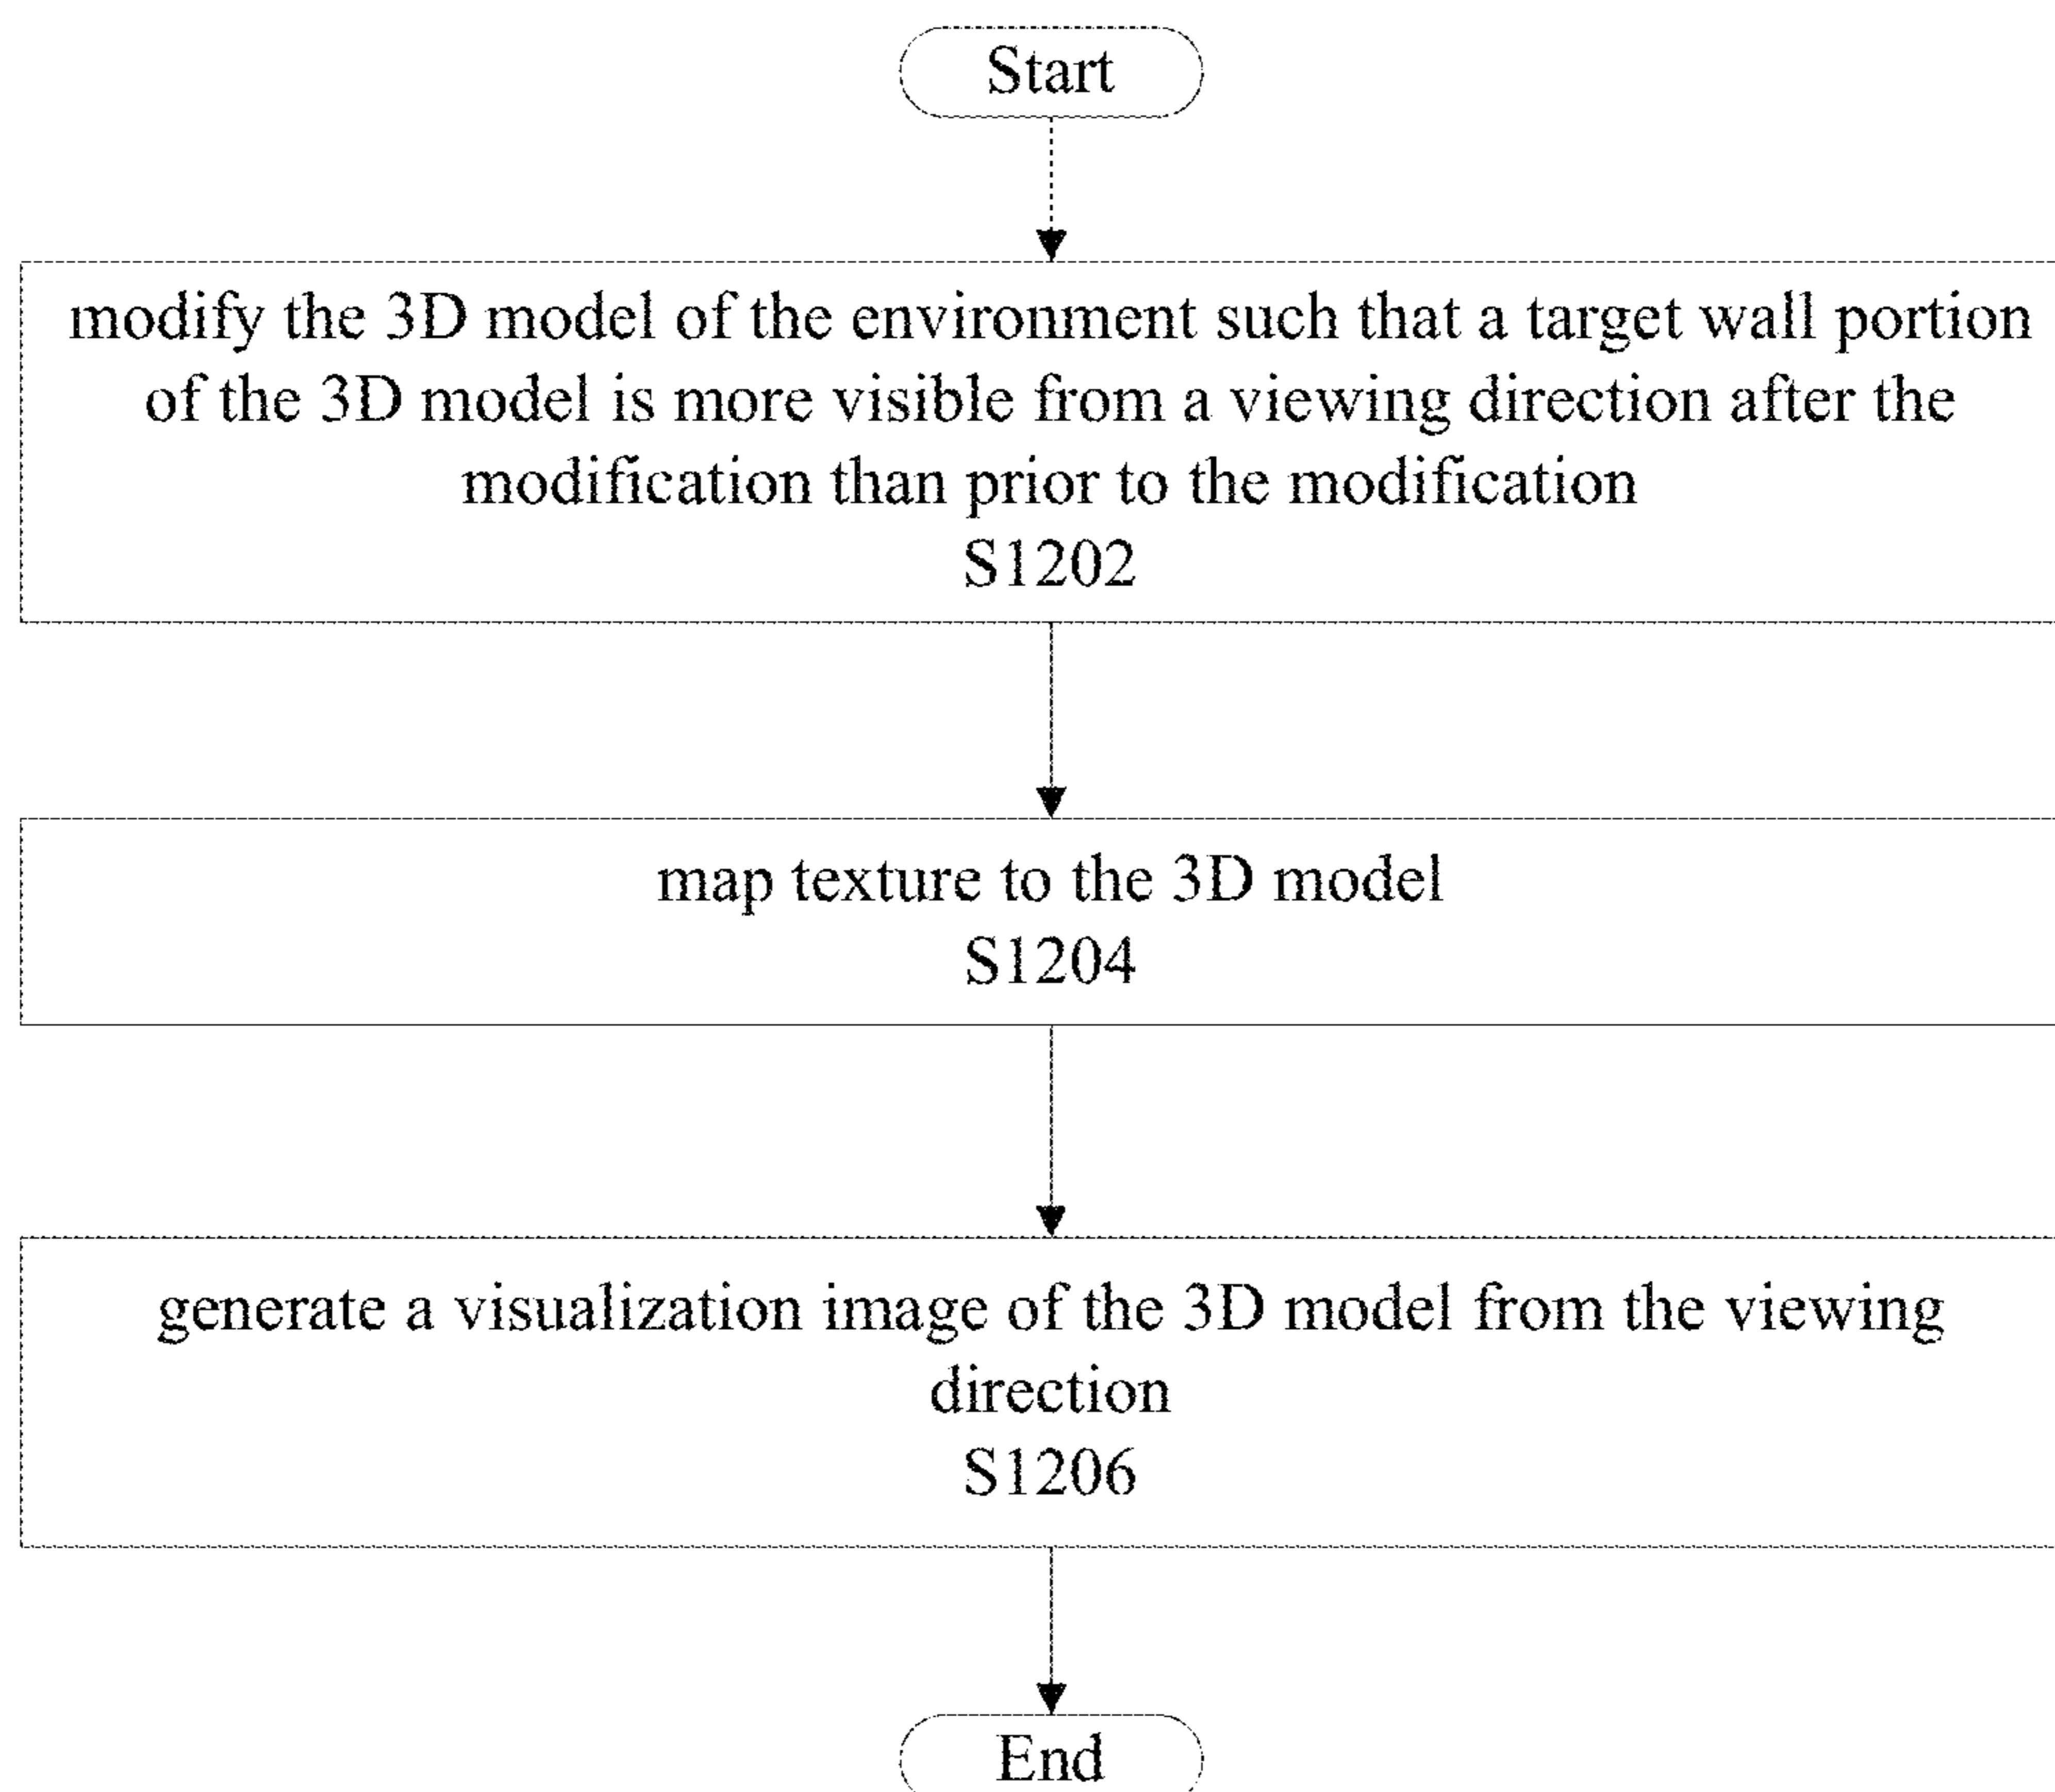 Start
modify the 3D model of the environment such that a target wall portion
of the 3D model is more visible from a viewing direction after the
modification than prior to the modification
S1202
map texture to the 3D model
S1204
generate a visualization image of the 3D model from the viewing
direction
S1206
End